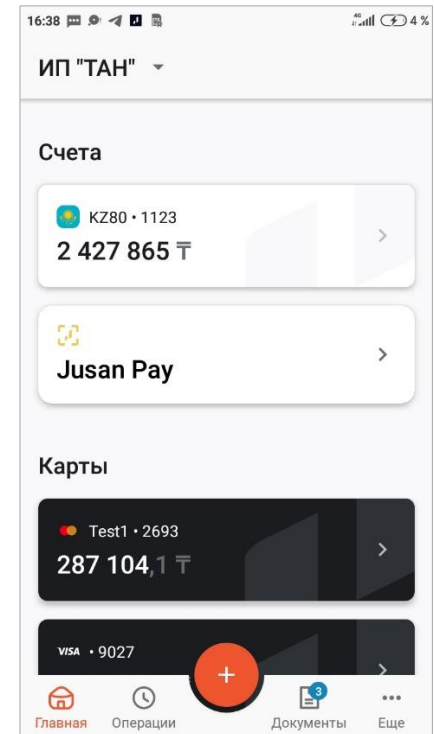 16:38 4G 4 %
ИП "ТАН"
Счета
KZ80 • 1123
2 427 865 ₸
Jusan Pay
Карты
Test1 • 2693
287 104,1 ₸
VISA • 9027
+
3
Главная Операции Документы Еще